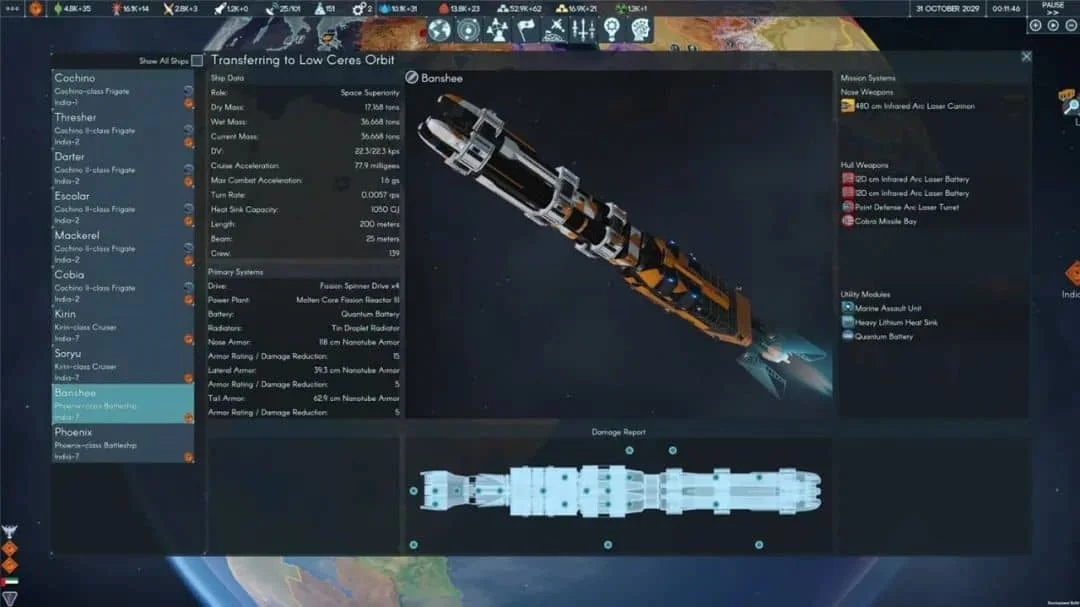 4.8K+35
16.1K+14
2.8K+3
1.2K+0
25/101
151
2
10.1K+31
13.8K+23
52.9K+62
16.9K+21
1.3K+1
31 OCTOBER 2029
00:11:46
PAUSE
>>
Show All Ships
Transferring to Low Ceres Orbit
Cochino
Cochino-class Frigate
India-1
Thresher
Cochino II-class Frigate
India-2
Darter
Cochino II-class Frigate
India-2
Escolar
Cochino II-class Frigate
India-2
Mackerel
Cochino II-class Frigate
India-2
Cobia
Cochino II-class Frigate
India-2
Kirin
Kirin-class Cruiser
India-7
Soryu
Kirin-class Cruiser
India-7
Banshee
Phoenix-class Battleship
India-7
Phoenix
Phoenix-class Battleship
India-7
Ship Data
Role: Space Superiority
Dry Mass: 17,168 tons
Wet Mass: 36,668 tons
Current Mass: 36,668 tons
DV: 22.3/22.3 kps
Cruise Acceleration: 77.9 milligees
Max Combat Acceleration: 1.6 gs
Turn Rate: 0.0057 rps
Heat Sink Capacity: 1050 GJ
Length: 200 meters
Beam: 25 meters
Crew: 139
Primary Systems
Drive: Fission Spinner Drive x4
Power Plant: Molten Core Fission Reactor III
Battery: Quantum Battery
Radiators: Tin Droplet Radiator
Nose Armor: 118 cm Nanotube Armor
Armor Rating / Damage Reduction: 15
Lateral Armor: 39.3 cm Nanotube Armor
Armor Rating / Damage Reduction: 5
Tail Armor: 62.9 cm Nanotube Armor
Armor Rating / Damage Reduction: 5
Banshee
Damage Report
Mission Systems
Nose Weapons
480 cm Infrared Arc Laser Cannon
Hull Weapons
120 cm Infrared Arc Laser Battery
120 cm Infrared Arc Laser Battery
Point Defense Arc Laser Turret
Cobra Missile Bay
Utility Modules
Marine Assault Unit
Heavy Lithium Heat Sink
Quantum Battery
L
India
Development Build